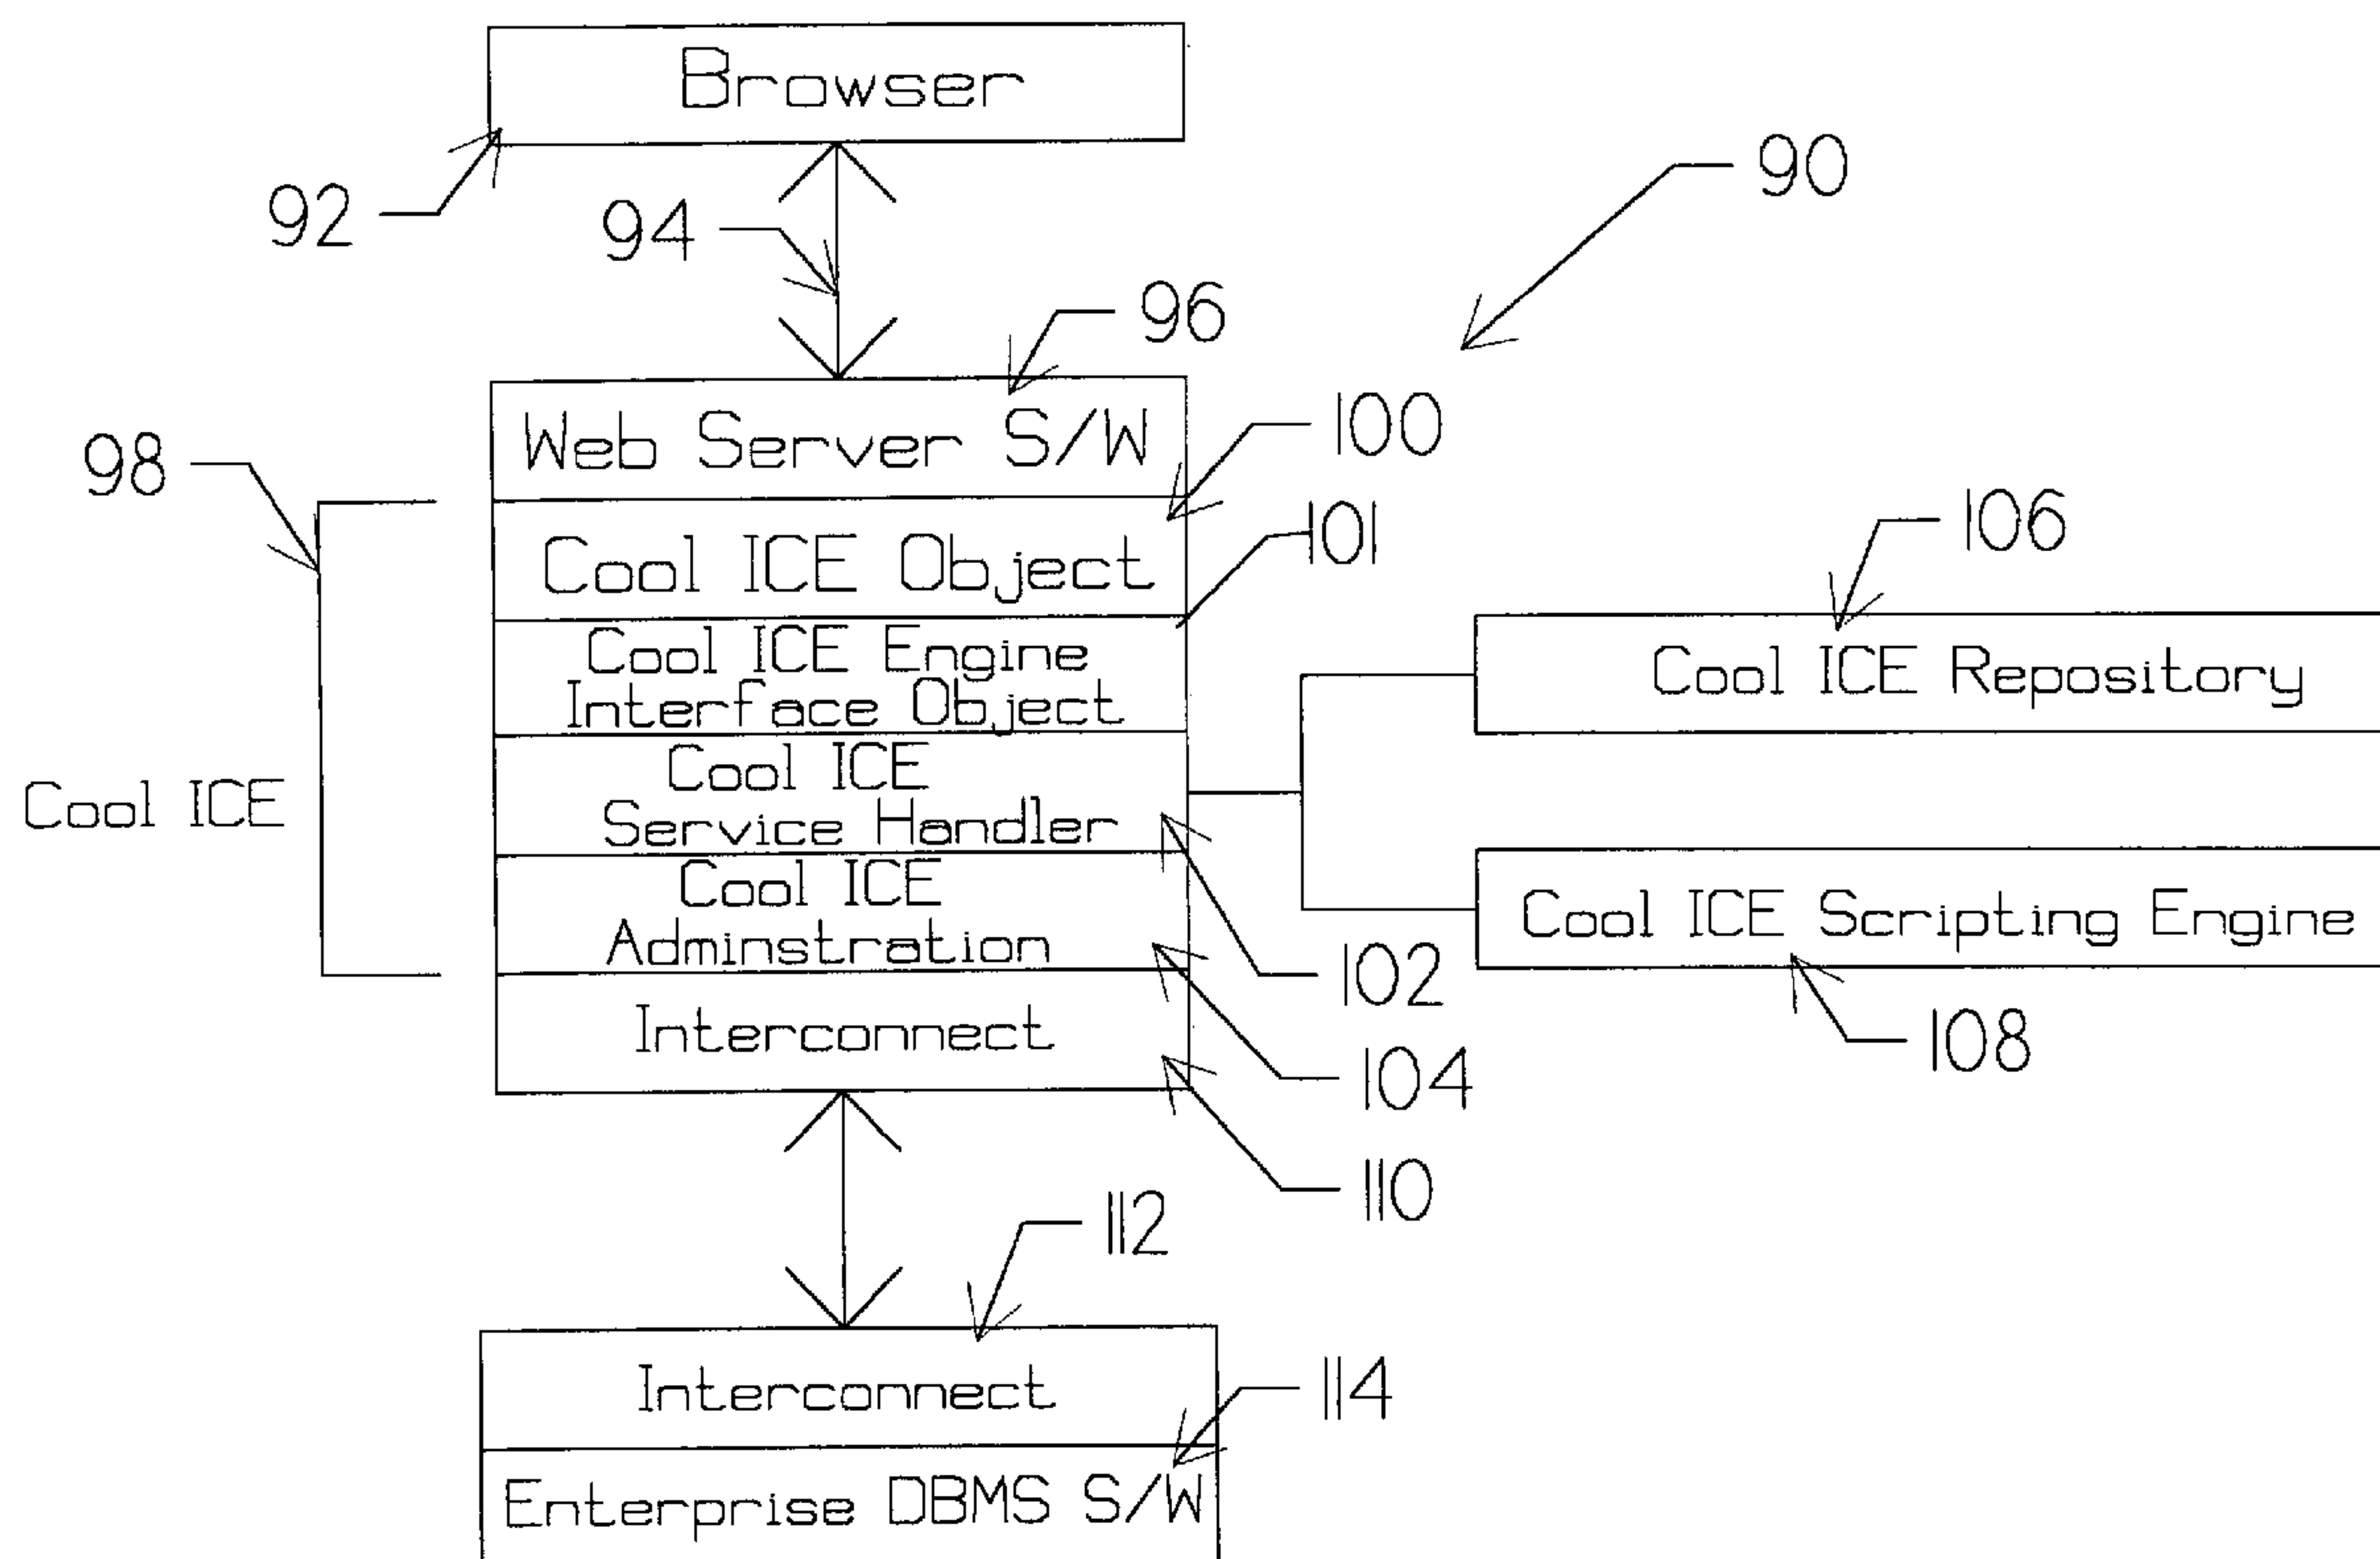 Browser
90
92
94
96
Web Server S/W
100
98
Cool ICE Object
101
106
Cool ICE Engine
Interface Object
Cool ICE Repository
Cool ICE
Service Handler
Cool ICE
Cool ICE
Adminstration
Cool ICE Scripting Engine
102
Interconnect
108
104
110
112
Interconnect
114
Enterprise DBMS S/W